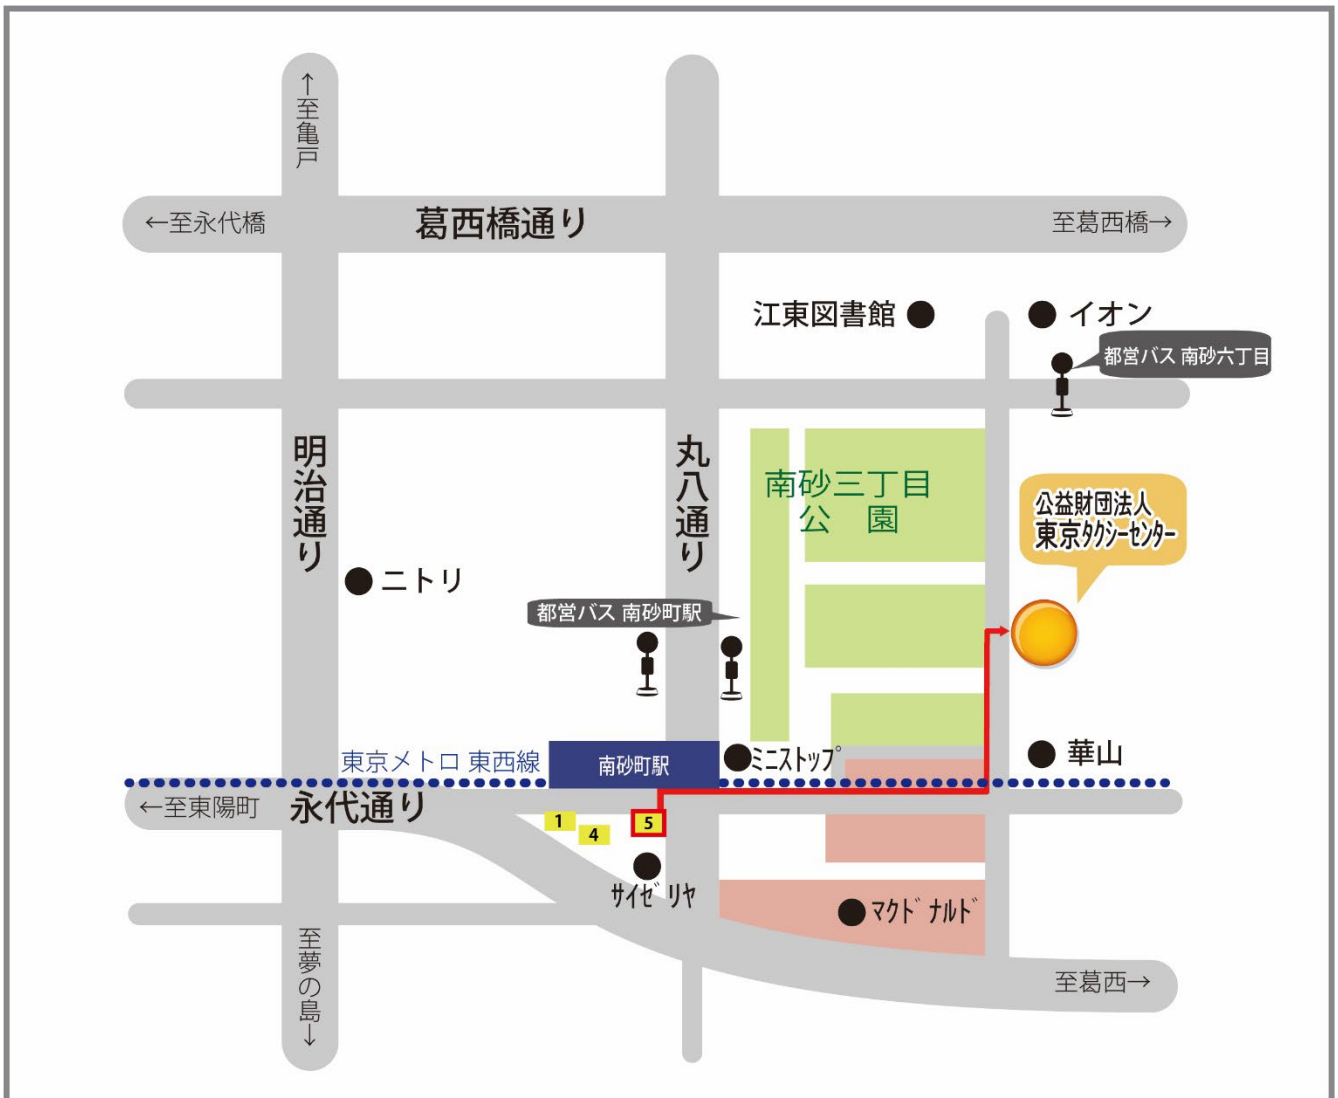 ↑至亀戸
←至永代橋
葛西橋通り
至葛西橋→
江東図書館
イオン
都営バス 南砂六丁目
明治通り
丸八通り
南砂三丁目
公　園
公益財団法人
東京ﾀｸｼｰｾﾝﾀｰ
ニトリ
都営バス 南砂町駅
東京メトロ 東西線
南砂町駅
ﾐﾆｽﾄｯﾌﾟ
華山
←至東陽町
永代通り
1
4
5
ｻｲｾﾞﾘﾔ
ﾏｸﾄﾞﾅﾙﾄﾞ
至夢の島→
至葛西→